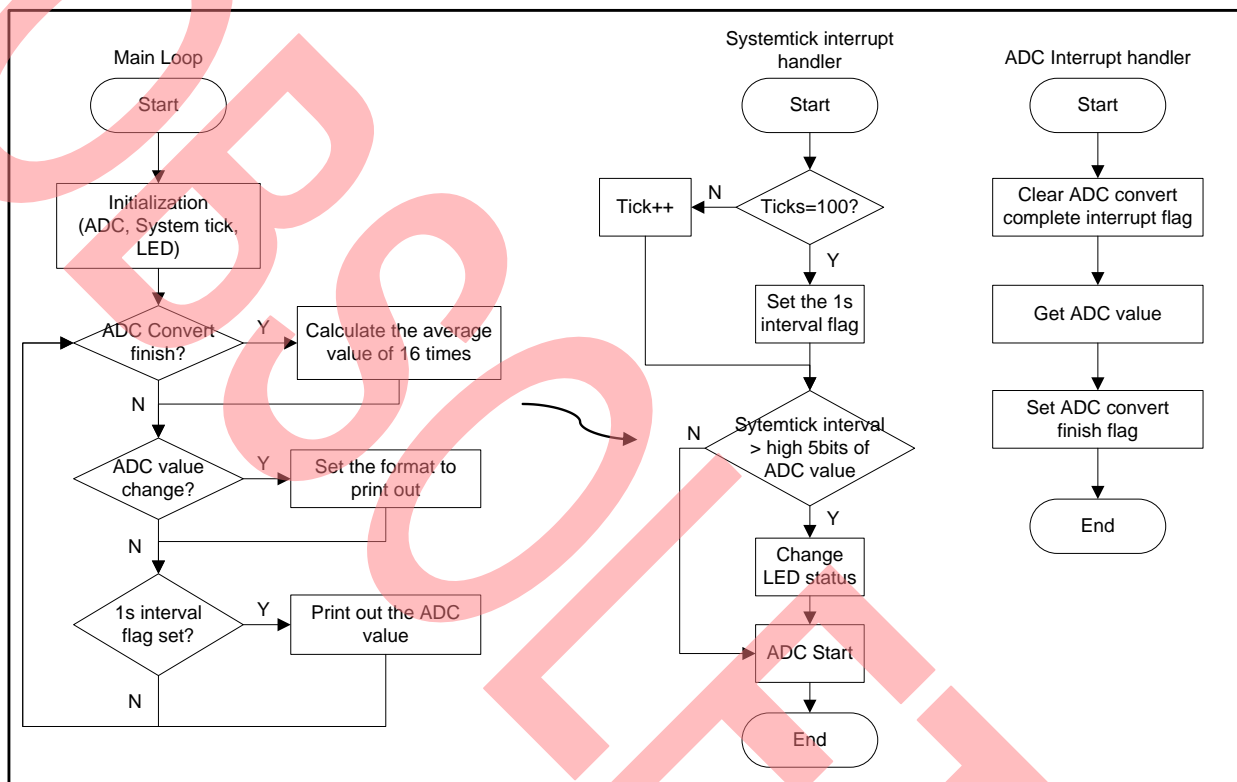 Main Loop
Start
Initialization
(ADC, System tick,
LED)
ADC Convert
finish?
Y
Calculate the average
value of 16 times
N
ADC value
change?
Y
Set the format to
print out
N
1s interval
flag set?
Y
Print out the ADC
value
N
Systemtick interrupt
handler
Start
Ticks=100?
N
Tick++
Y
Set the 1s
interval flag
Sytemtick interval
> high 5bits of
ADC value
N
Y
Change
LED status
ADC Start
End
ADC Interrupt handler
Start
Clear ADC convert
complete interrupt flag
Get ADC value
Set ADC convert
finish flag
End
OBSOLET